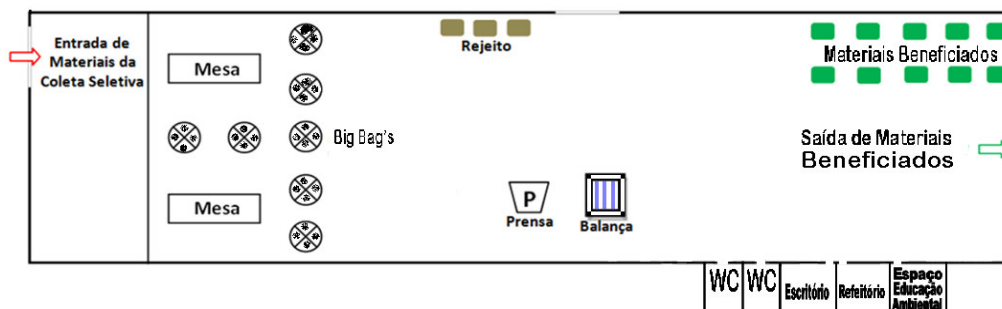 Entrada de
Materiais da
Coleta Seletiva
Mesa
Mesa
Big Bag's
Rejeito
P
Prensa
Balança
Materiais Beneficiados
Saída de Materiais
Beneficiados
WC
WC
Escritório
Refeitório
Espaço
Educação
Ambiental